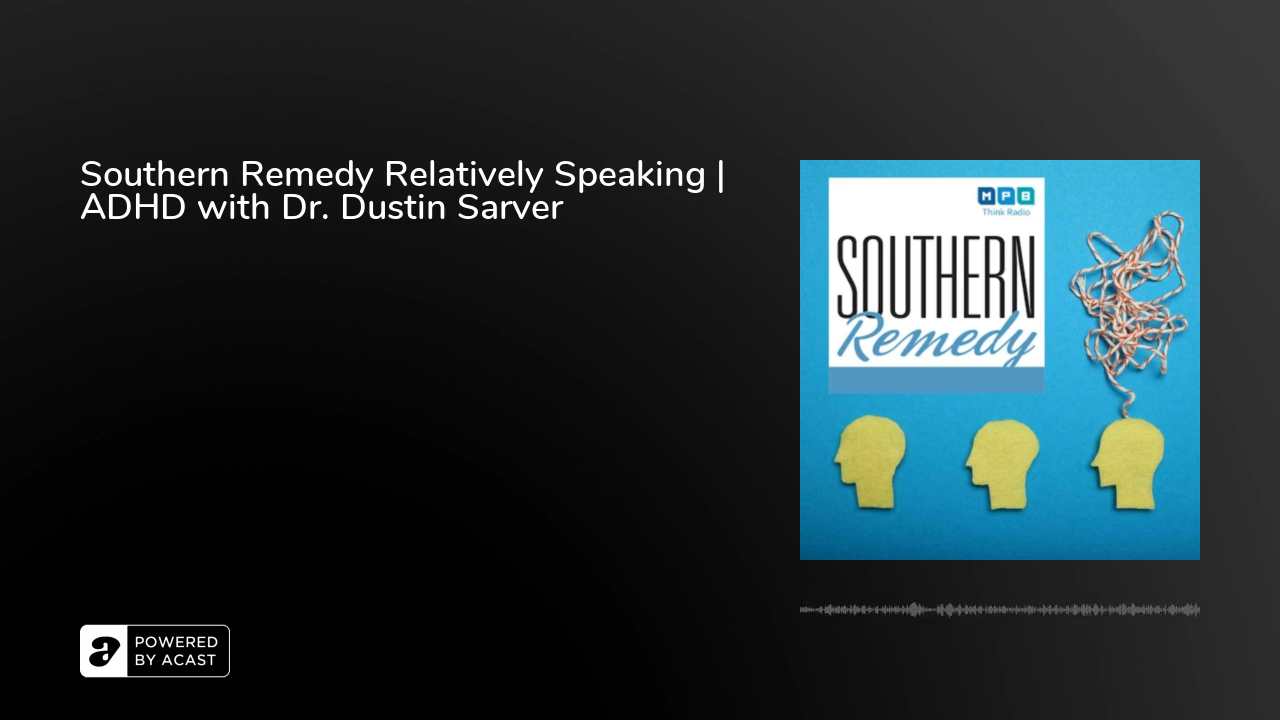 Southern Remedy Relatively Speaking |
ADHD with Dr. Dustin Sarver
MPB
Think Radio
SOUTHERN
Remedy
a POWERED
BY ACAST